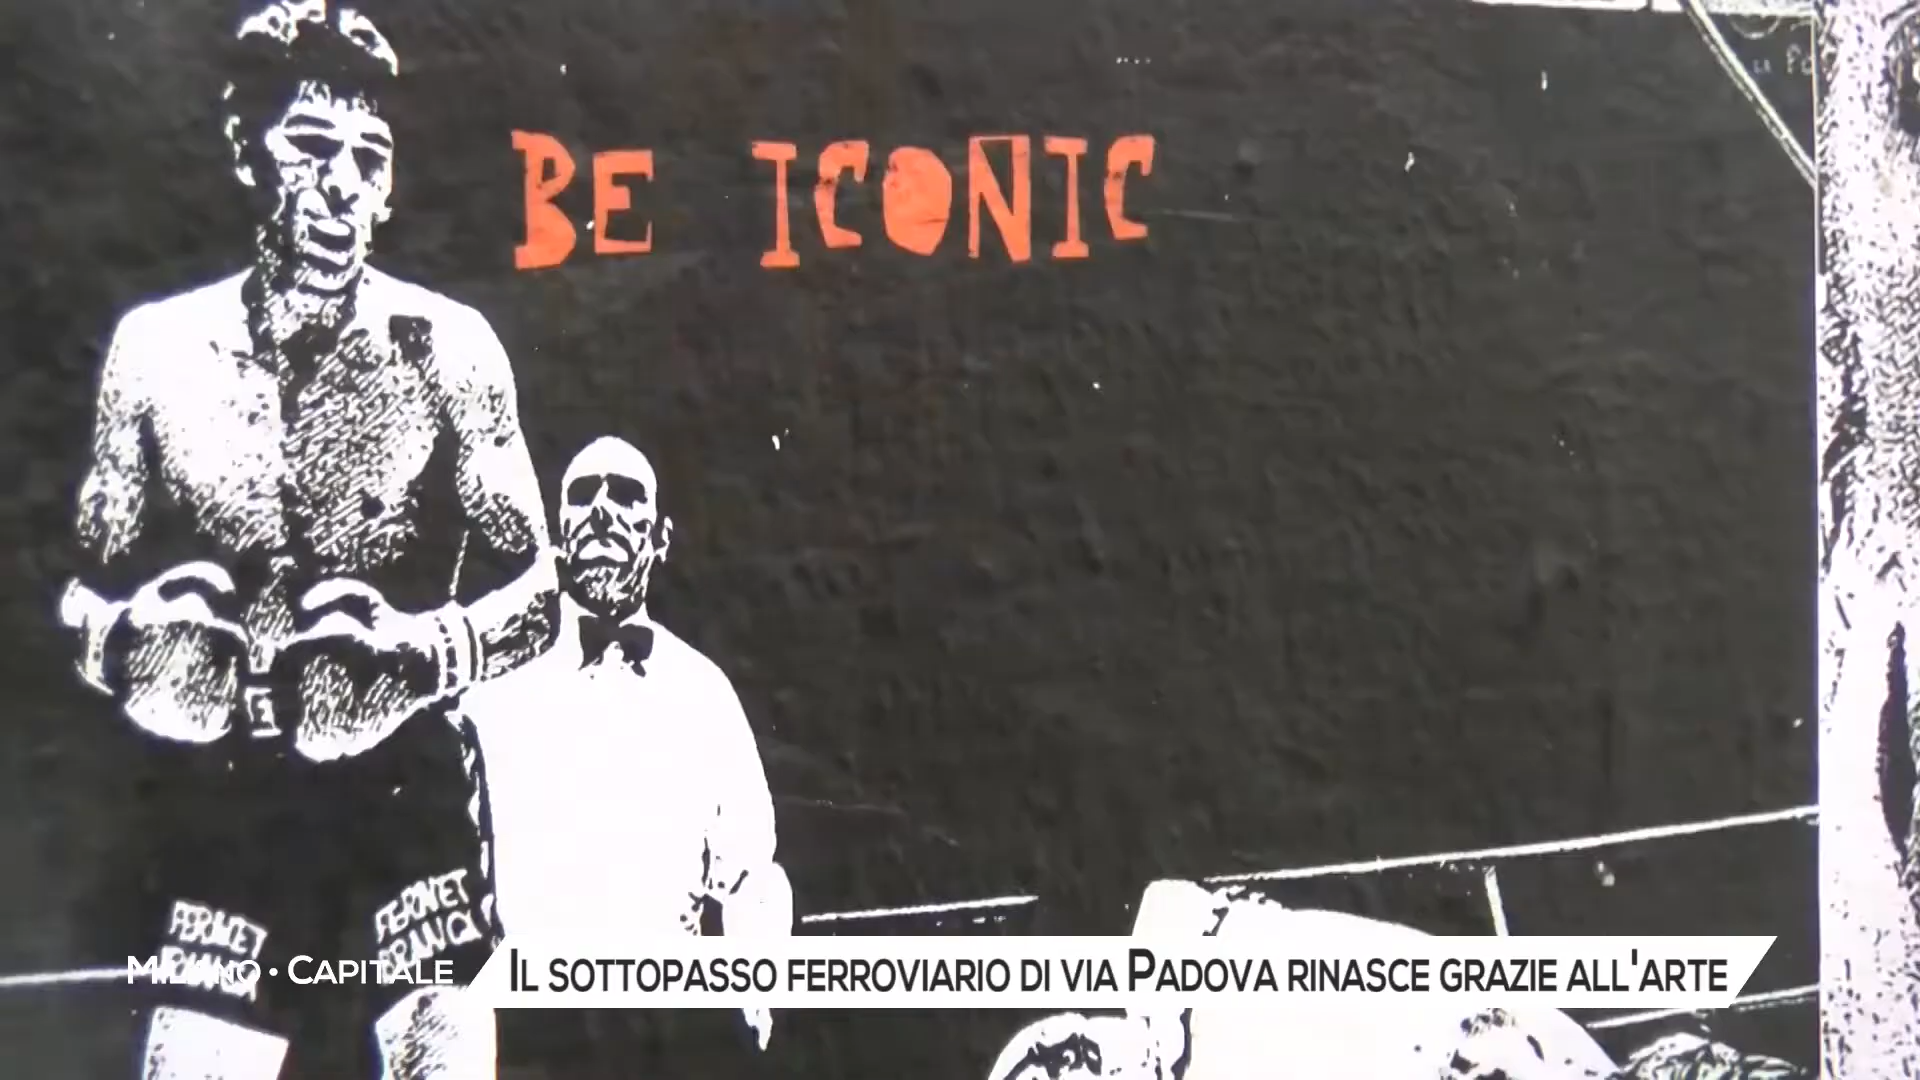 BE ICONIC
FERNET
FERNET
BRANCA
MILANO • CAPITALE
IL SOTTOPASSO FERROVIARIO DI VIA PADOVA RINASCE GRAZIE ALL'ARTE